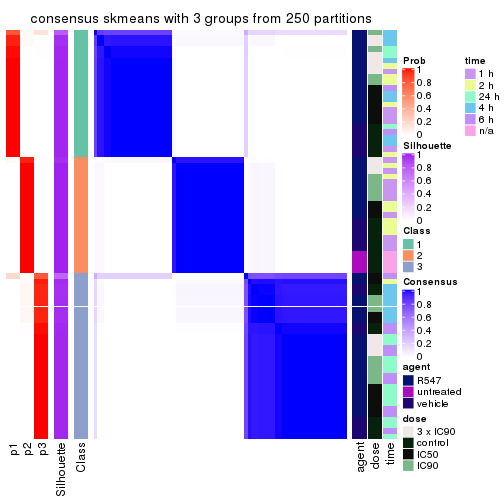 consensus skmeans with 3 groups from 250 partitions
Prob
1
0.8
0.6
0.4
0.2
0
time
1 h
2 h
24 h
4 h
6 h
n/a
Silhouette
1
0.8
0.6
0.4
0.2
0
Class
1
2
3
Consensus
1
0.8
0.6
0.4
0.2
0
agent
R547
untreated
vehicle
dose
3 x IC90
control
IC50
IC90
p1
p2
p3
Silhouette
Class
agent
dose
time